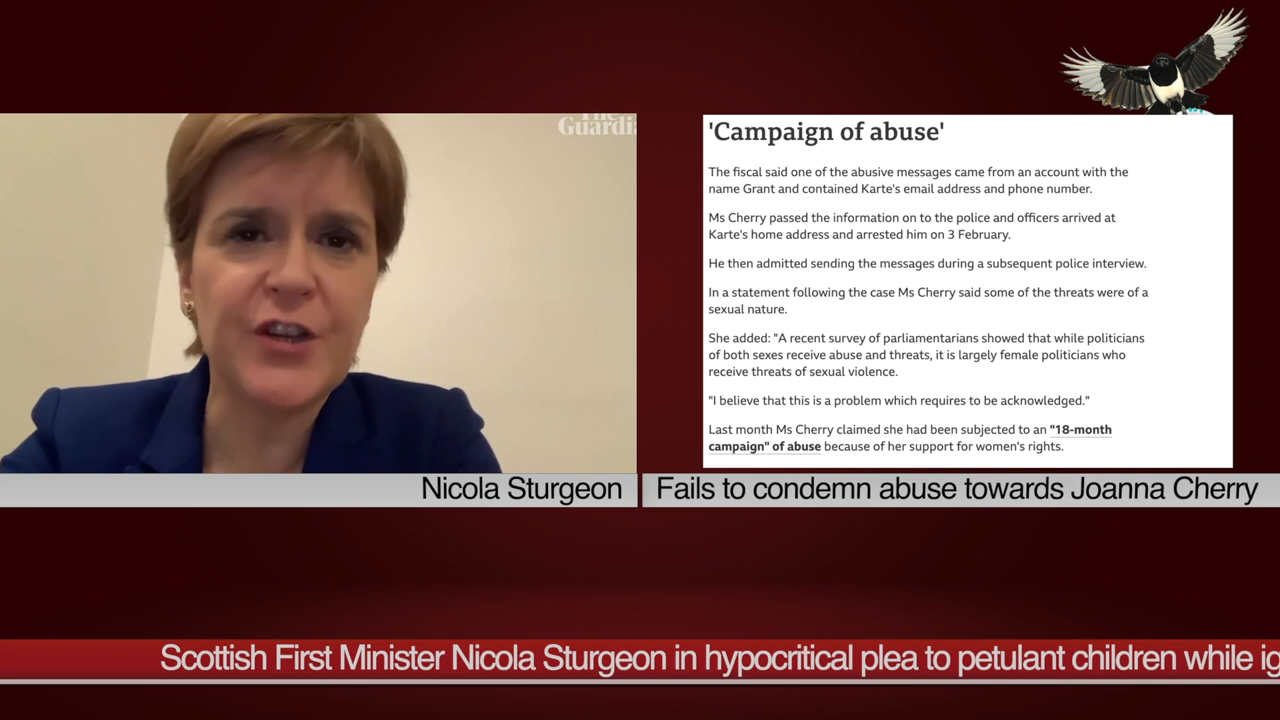 The
Guardia
'Campaign of abuse'
The fiscal said one of the abusive messages came from an account with the
name Grant and contained Karte's email address and phone number.
Ms Cherry passed the information on to the police and officers arrived at
Karte's home address and arrested him on 3 February.
He then admitted sending the messages during a subsequent police interview.
In a statement following the case Ms Cherry said some of the threats were of a
sexual nature.
She added: "A recent survey of parliamentarians showed that while politicians
of both sexes receive abuse and threats, it is largely female politicians who
receive threats of sexual violence.
"I believe that this is a problem which requires to be acknowledged."
Last month Ms Cherry claimed she had been subjected to an "18-month
campaign" of abuse because of her support for women's rights.
Nicola Sturgeon
Fails to condemn abuse towards Joanna Cherry
Scottish First Minister Nicola Sturgeon in hypocritical plea to petulant children while ig